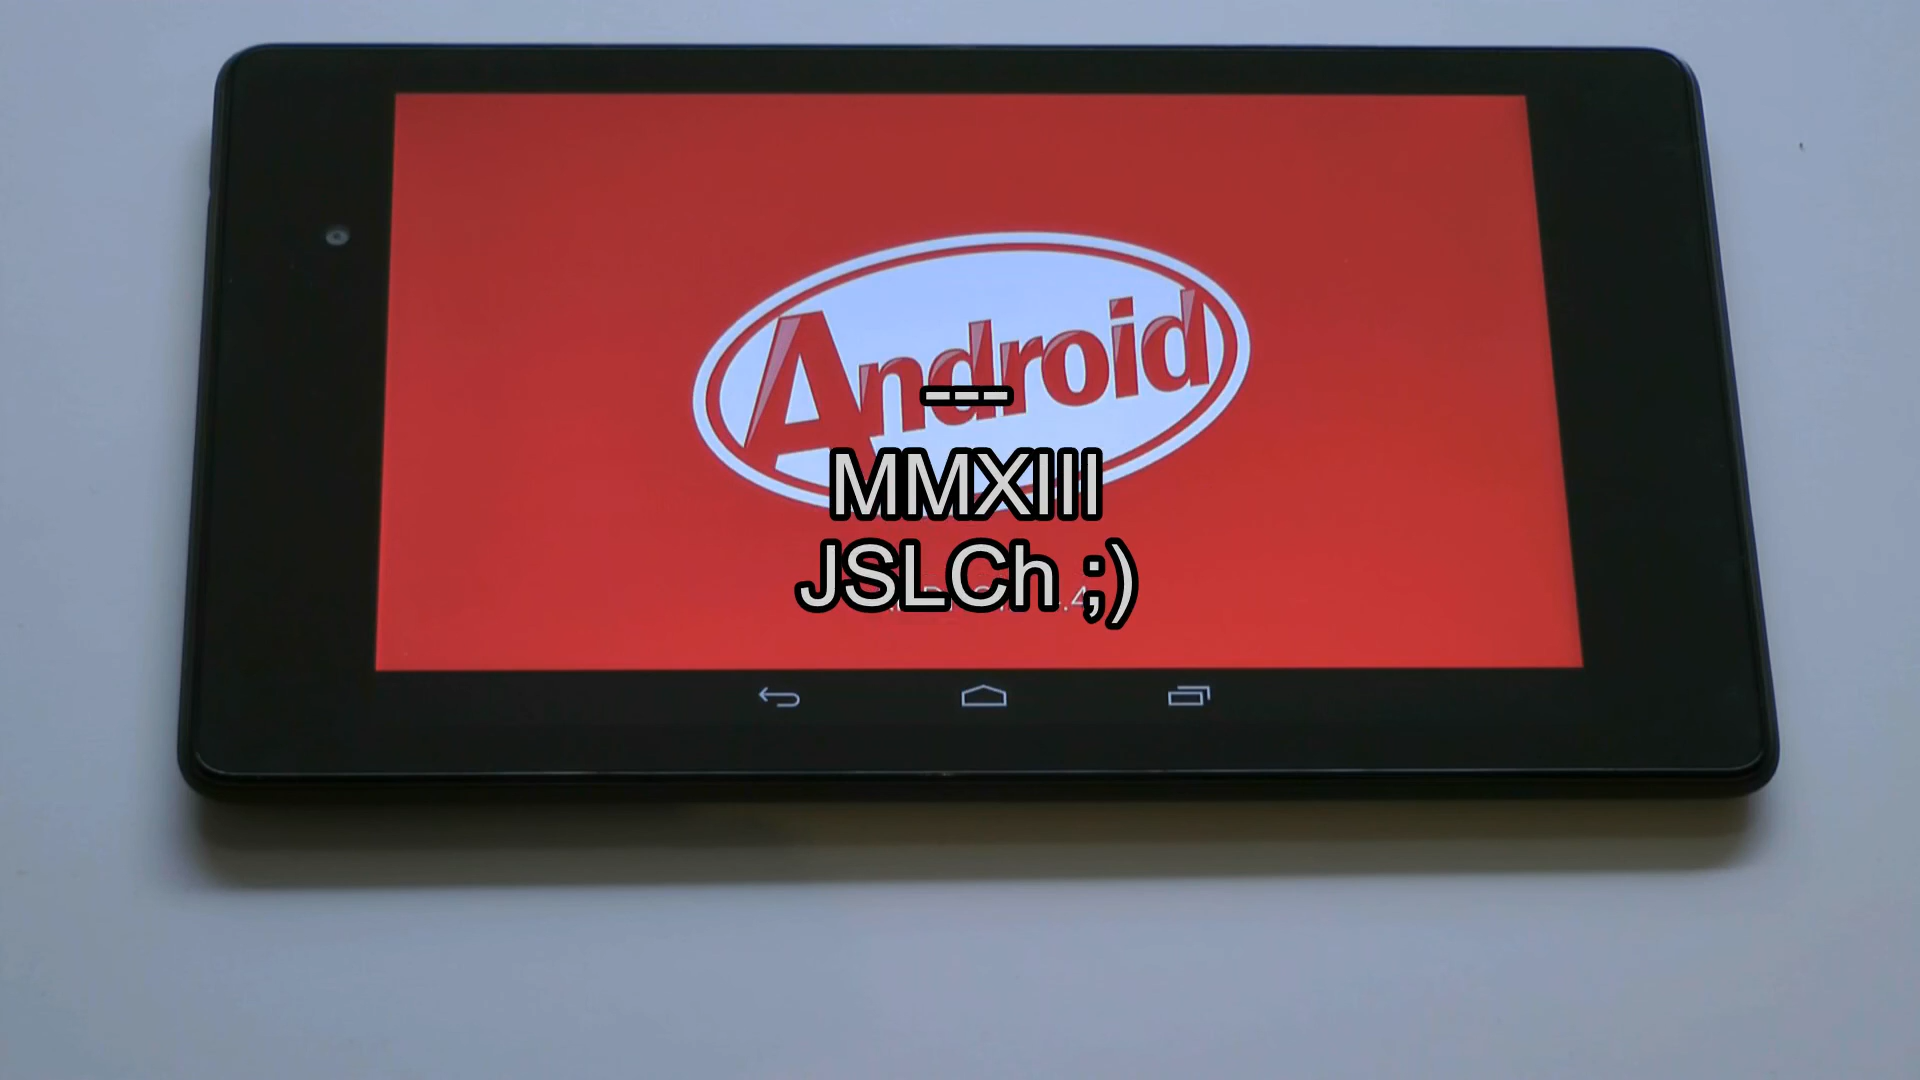 Android
---
MMXIII
JSLCh ;)